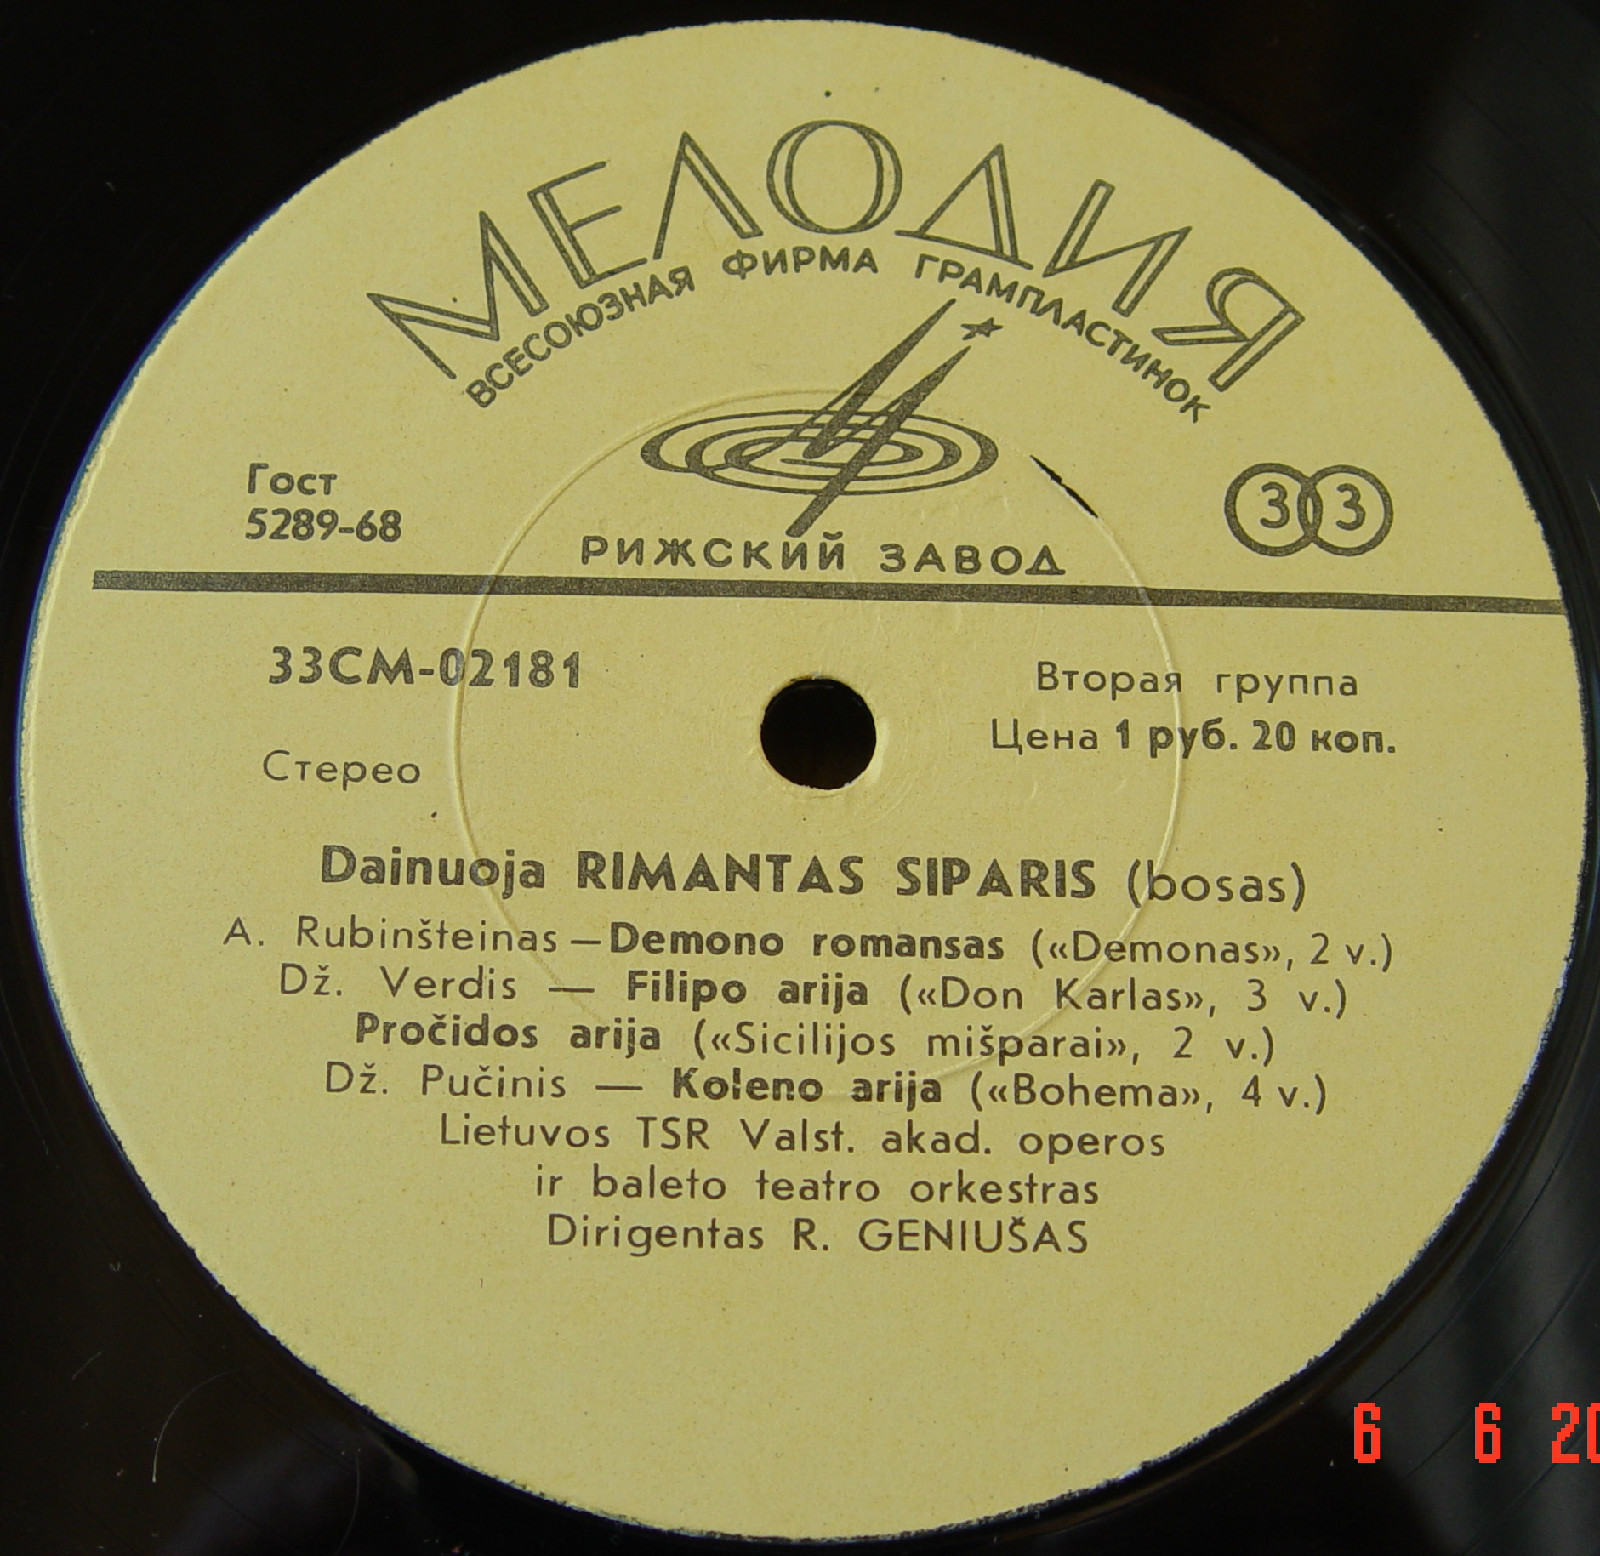 МЕЛОДИЯ
ВСЕСОЮЗНАЯ ФИРМА ГРАМПЛАСТИНОК
Гост
5289-68
33
РИЖСКИЙ ЗАВОД
33СМ-02181
Вторая группа
Цена 1 руб. 20 коп.
Стерео
Dainuoja RIMANTAS SIPARIS (bosas)
A. Rubinšteinas — Demono romansas («Demonas», 2 v.)
Dž. Verdis — Filipo arija («Don Karlas», 3 v.)
Pročidos arija («Sicilijos mišparai», 2 v.)
Dž. Pučinis — Koleno arija («Bohema», 4 v.)
Lietuvos TSR Valst. akad. operos
ir baleto teatro orkestras
Dirigentas R. GENIUŠAS
6 6 20